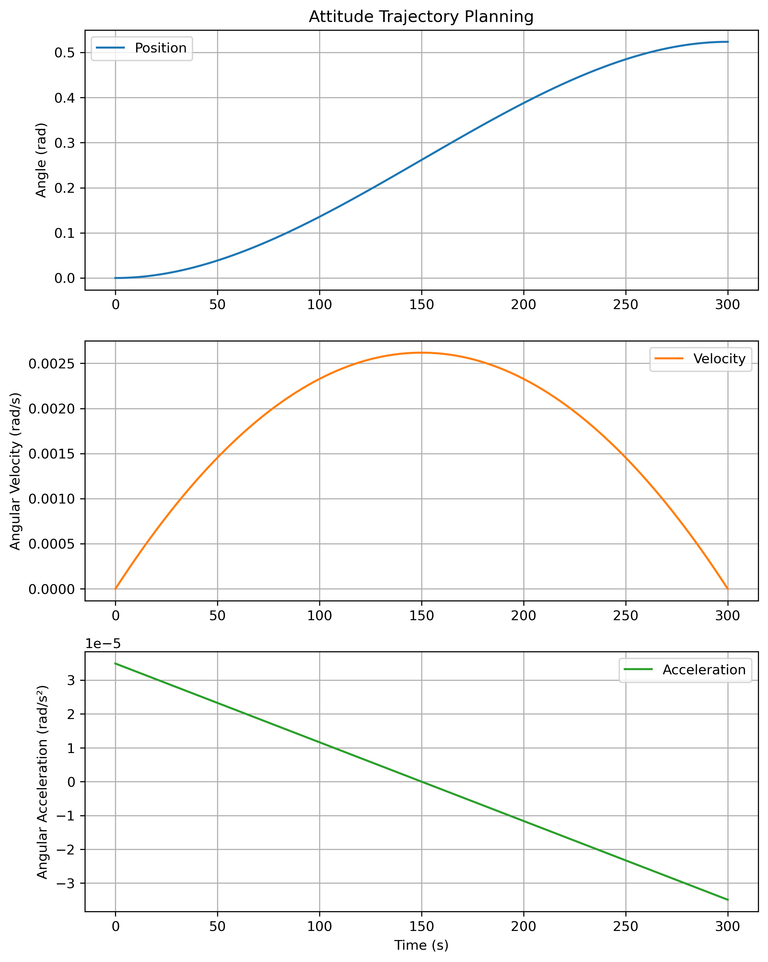 Attitude Trajectory Planning
Position
Angle (rad)
0.5
0.4
0.3
0.2
0.1
0.0
0 50 100 150 200 250 300
Velocity
Angular Velocity (rad/s)
0.0025
0.0020
0.0015
0.0010
0.0005
0.0000
0 50 100 150 200 250 300
1e−5
Acceleration
Angular Acceleration (rad/s²)
3
2
1
0
−1
−2
−3
0 50 100 150 200 250 300
Time (s)